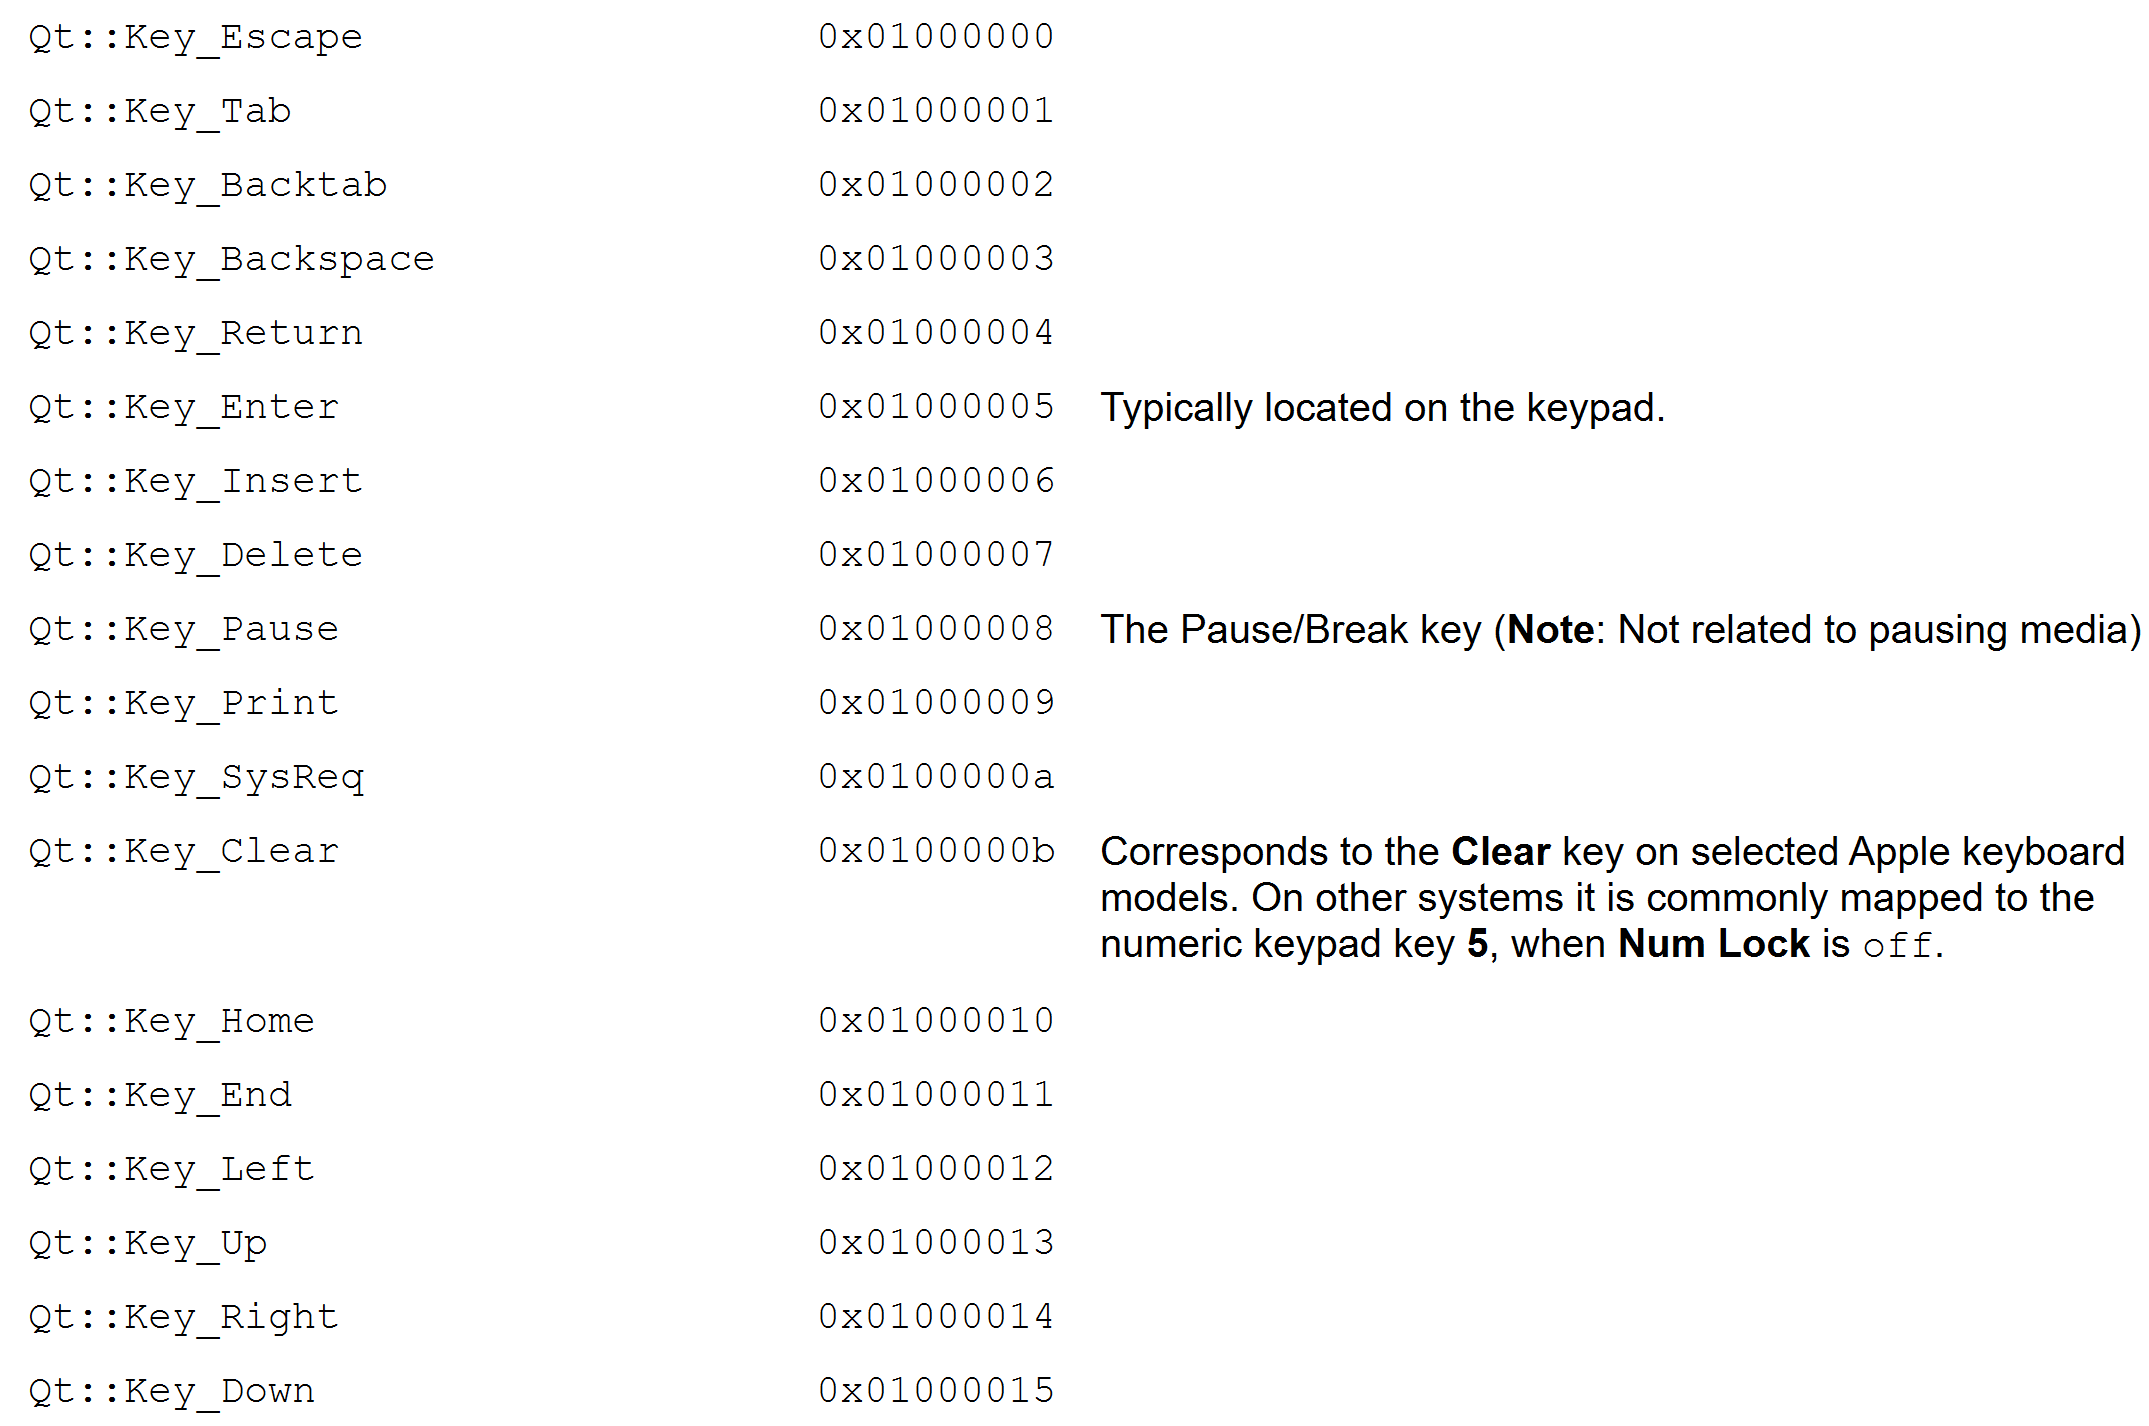 Qt::Key_Escape 0x01000000
Qt::Key_Tab 0x01000001
Qt::Key_Backtab 0x01000002
Qt::Key_Backspace 0x01000003
Qt::Key_Return 0x01000004
Qt::Key_Enter 0x01000005 Typically located on the keypad.
Qt::Key_Insert 0x01000006
Qt::Key_Delete 0x01000007
Qt::Key_Pause 0x01000008 The Pause/Break key (Note: Not related to pausing media)
Qt::Key_Print 0x01000009
Qt::Key_SysReq 0x0100000a
Qt::Key_Clear 0x0100000b Corresponds to the Clear key on selected Apple keyboard
models. On other systems it is commonly mapped to the
numeric keypad key 5, when Num Lock is off.
Qt::Key_Home 0x01000010
Qt::Key_End 0x01000011
Qt::Key_Left 0x01000012
Qt::Key_Up 0x01000013
Qt::Key_Right 0x01000014
Qt::Key_Down 0x01000015